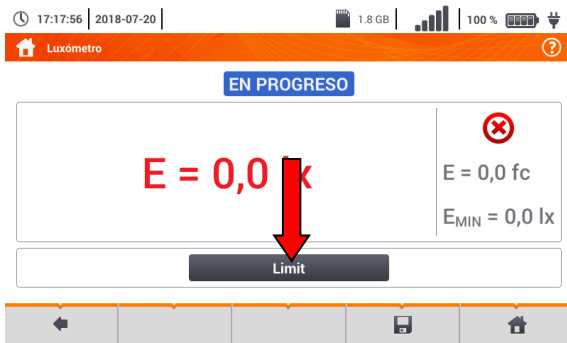 17:17:56 2018-07-20 1.8 GB 100 %
Luxómetro ?
EN PROGRESO
E = 0,0 lx
E = 0,0 fc
EMIN = 0,0 lx
Limit